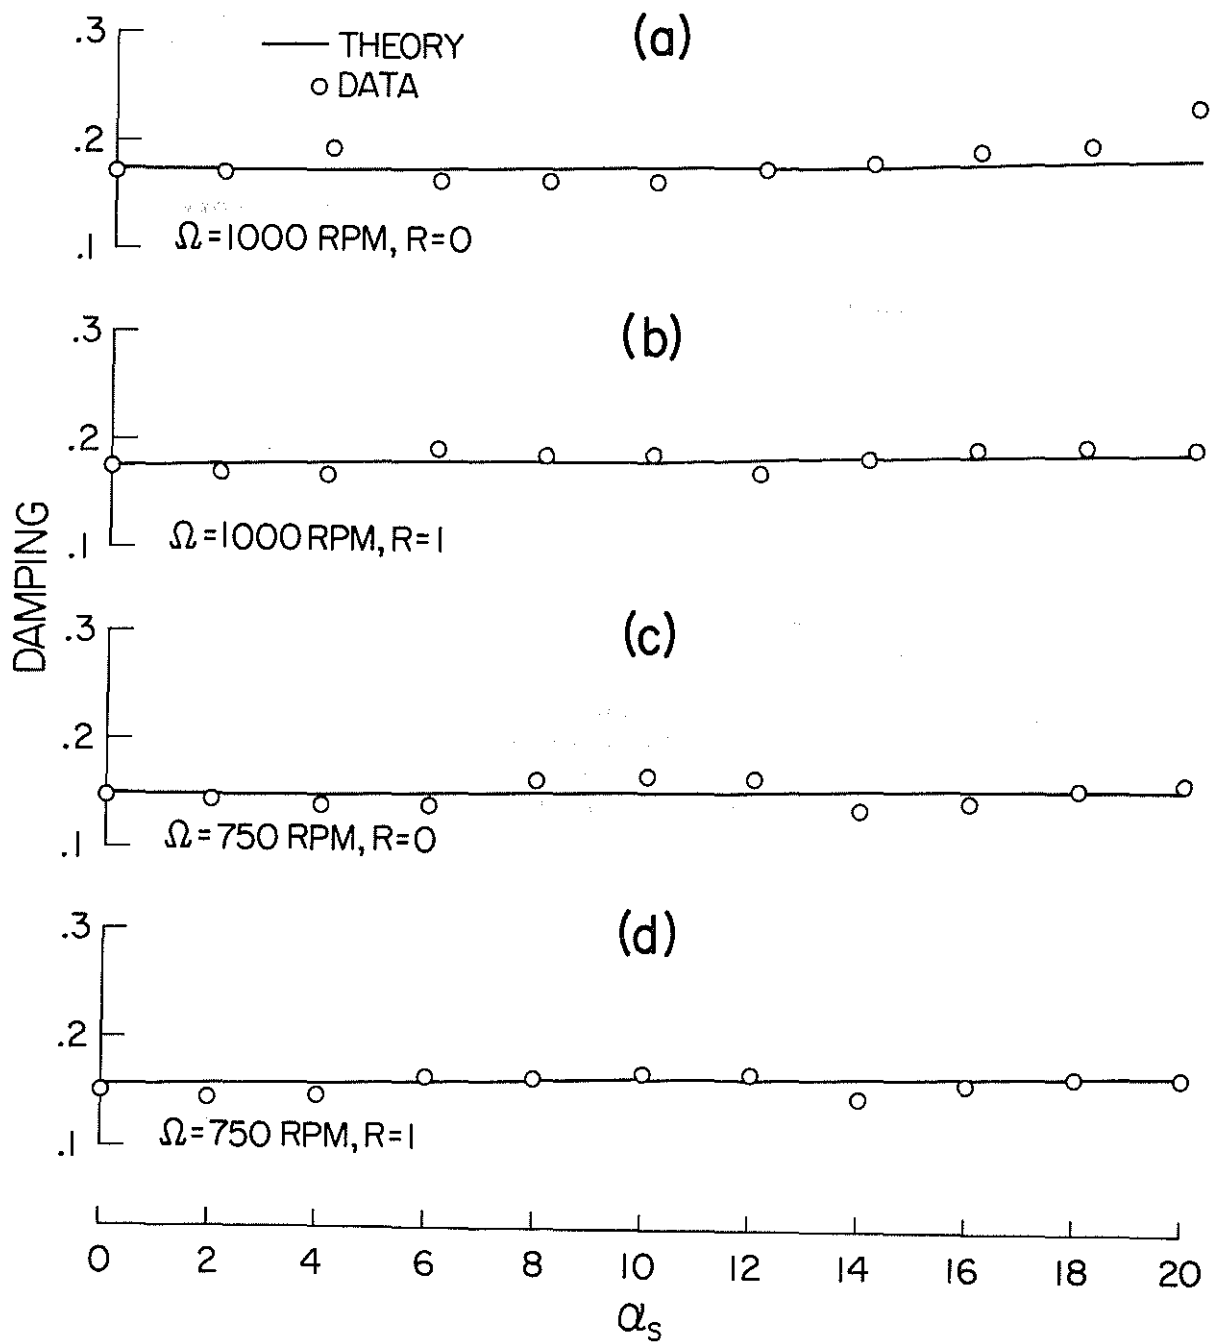 .3
(a)
THEORY
DATA
.2
.1
Ω=1000 RPM, R=0
.3
(b)
.2
.1
Ω=1000 RPM, R=1
DAMPING
.3
(c)
.2
.1
Ω=750 RPM, R=0
.3
(d)
.2
.1
Ω=750 RPM, R=1
0 2 4 6 8 10 12 14 16 18 20
αs